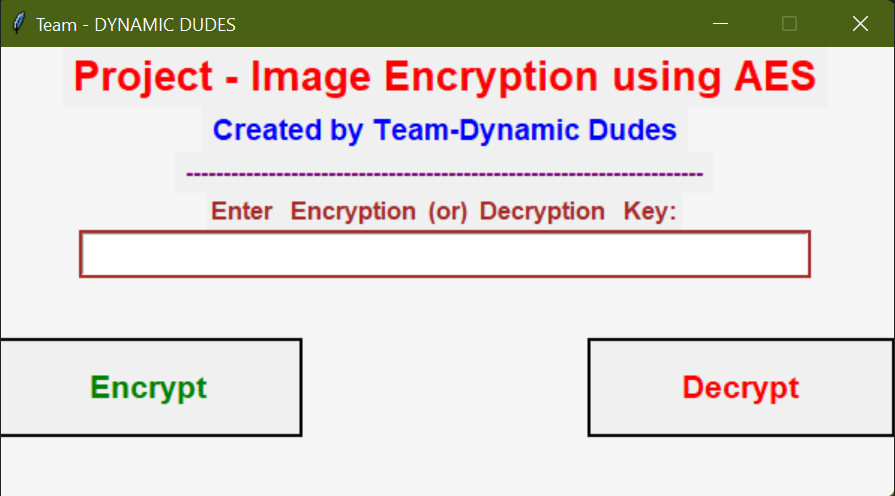 Team - DYNAMIC DUDES
Project - Image Encryption using AES
Created by Team-Dynamic Dudes
----------------------------------------------------------------------
Enter Encryption (or) Decryption Key:
Encrypt Decrypt